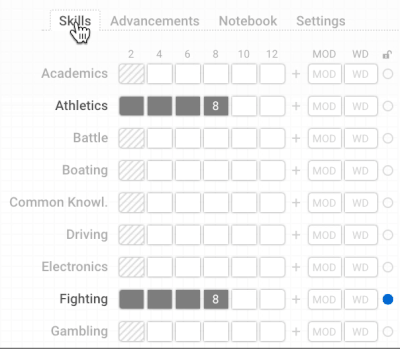 Skills Advancements Notebook Settings
2 4 6 8 10 12 MOD WD
Academics + MOD WD
Athletics 8 + MOD WD
Battle + MOD WD
Boating + MOD WD
Common Knowl. + MOD WD
Driving + MOD WD
Electronics + MOD WD
Fighting 8 + MOD WD
Gambling + MOD WD